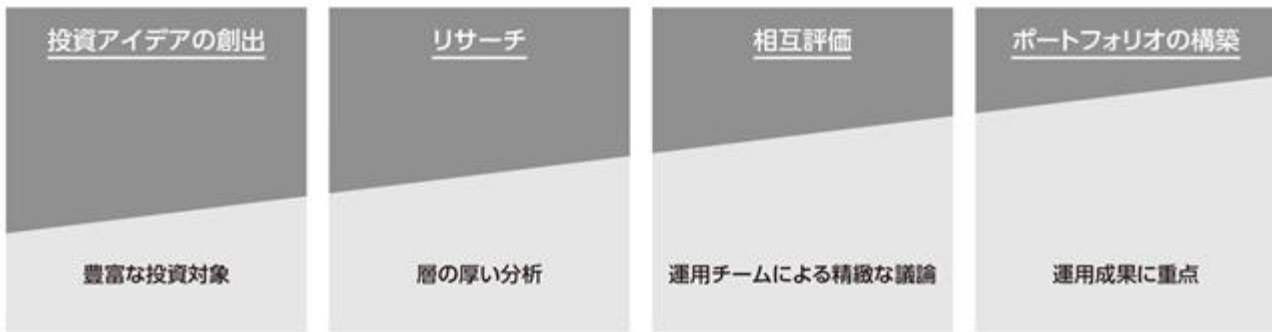 投資アイデアの創出
リサーチ
相互評価
ポートフォリオの構築
豊富な投資対象
層の厚い分析
運用チームによる精緻な議論
運用成果に重点